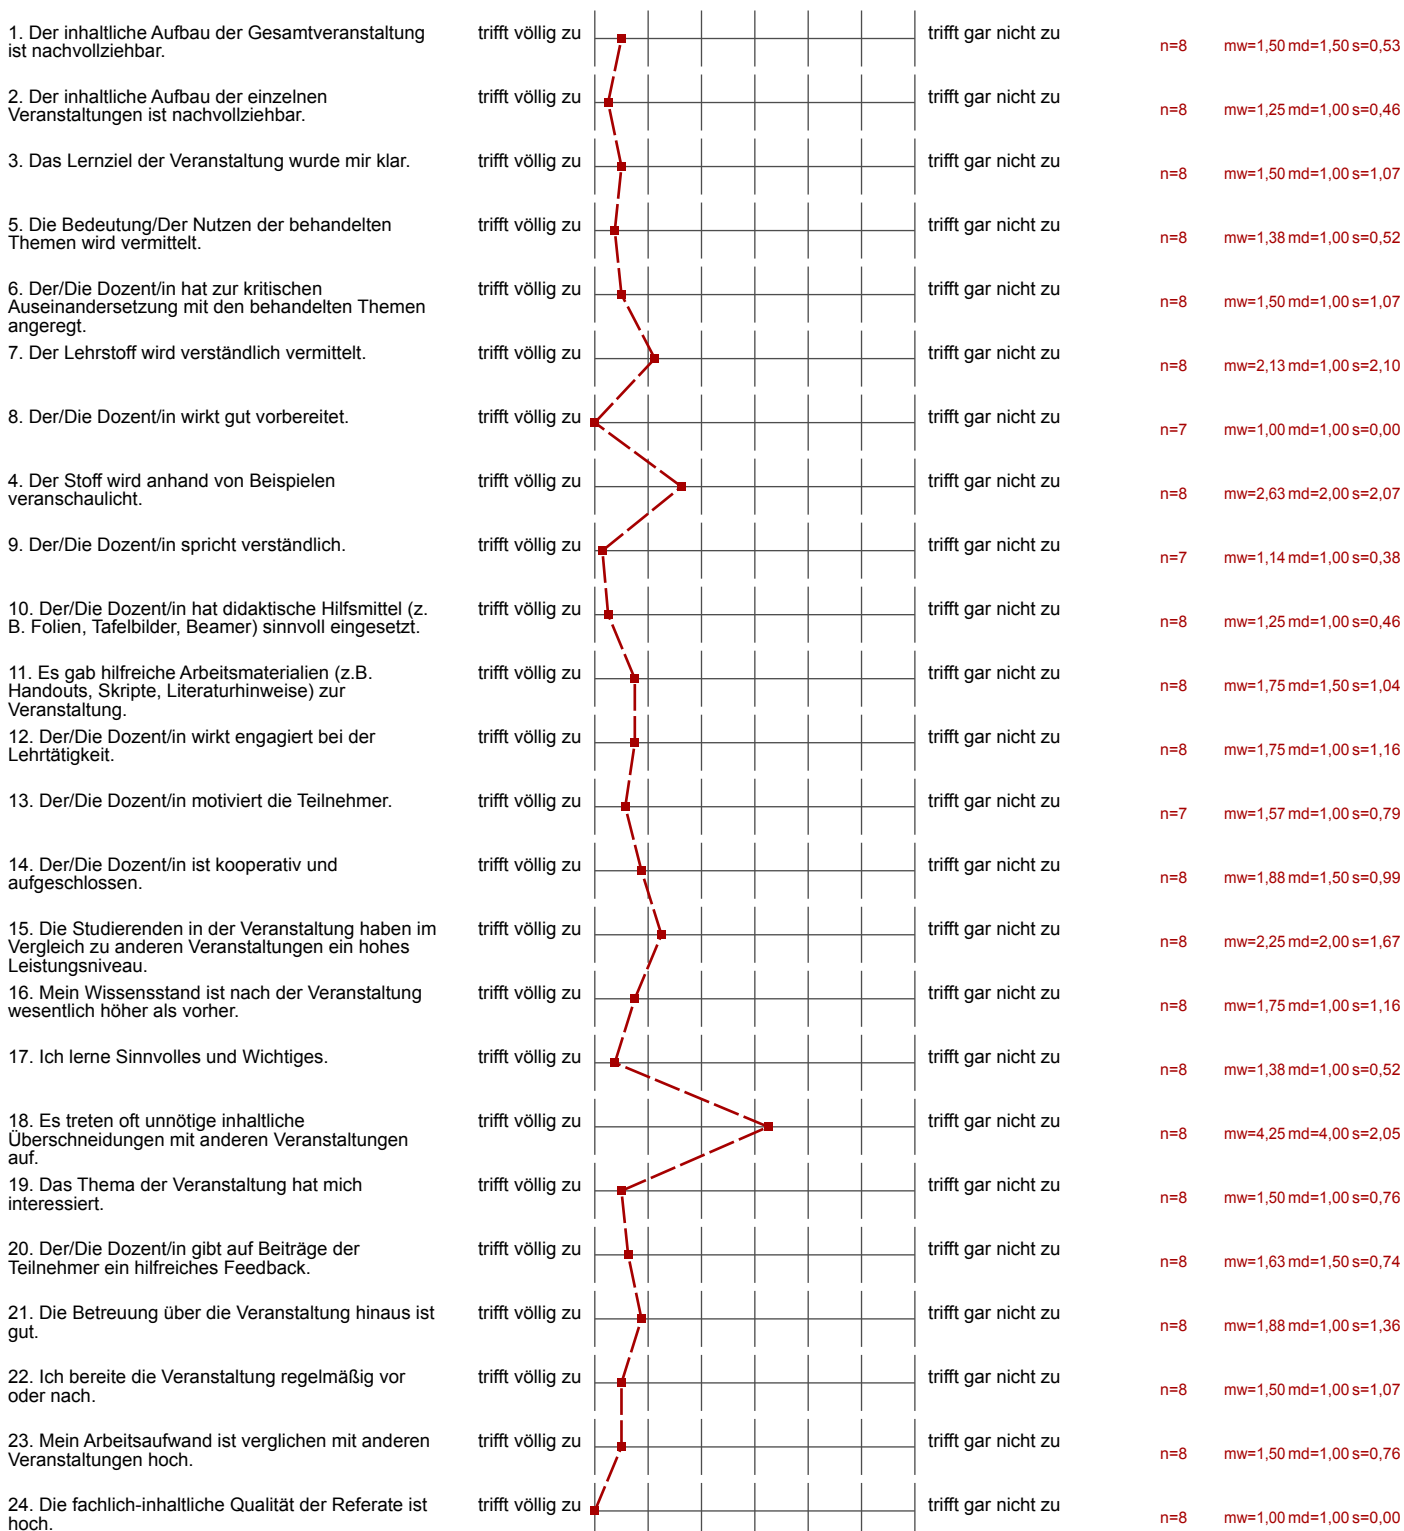 1. Der inhaltliche Aufbau der Gesamtveranstaltung
ist nachvollziehbar.
trifft völlig zu
trifft gar nicht zu
n=8
mw=1,50 md=1,50 s=0,53
2. Der inhaltliche Aufbau der einzelnen
Veranstaltungen ist nachvollziehbar.
trifft völlig zu
trifft gar nicht zu
n=8
mw=1,25 md=1,00 s=0,46
3. Das Lernziel der Veranstaltung wurde mir klar.
trifft völlig zu
trifft gar nicht zu
n=8
mw=1,50 md=1,00 s=1,07
5. Die Bedeutung/Der Nutzen der behandelten
Themen wird vermittelt.
trifft völlig zu
trifft gar nicht zu
n=8
mw=1,38 md=1,00 s=0,52
6. Der/Die Dozent/in hat zur kritischen
Auseinandersetzung mit den behandelten Themen
angeregt.
trifft völlig zu
trifft gar nicht zu
n=8
mw=1,50 md=1,00 s=1,07
7. Der Lehrstoff wird verständlich vermittelt.
trifft völlig zu
trifft gar nicht zu
n=8
mw=2,13 md=1,00 s=2,10
8. Der/Die Dozent/in wirkt gut vorbereitet.
trifft völlig zu
trifft gar nicht zu
n=7
mw=1,00 md=1,00 s=0,00
4. Der Stoff wird anhand von Beispielen
veranschaulicht.
trifft völlig zu
trifft gar nicht zu
n=8
mw=2,63 md=2,00 s=2,07
9. Der/Die Dozent/in spricht verständlich.
trifft völlig zu
trifft gar nicht zu
n=7
mw=1,14 md=1,00 s=0,38
10. Der/Die Dozent/in hat didaktische Hilfsmittel (z.
B. Folien, Tafelbilder, Beamer) sinnvoll eingesetzt.
trifft völlig zu
trifft gar nicht zu
n=8
mw=1,25 md=1,00 s=0,46
11. Es gab hilfreiche Arbeitsmaterialien (z.B.
Handouts, Skripte, Literaturhinweise) zur
Veranstaltung.
trifft völlig zu
trifft gar nicht zu
n=8
mw=1,75 md=1,50 s=1,04
12. Der/Die Dozent/in wirkt engagiert bei der
Lehrtätigkeit.
trifft völlig zu
trifft gar nicht zu
n=8
mw=1,75 md=1,00 s=1,16
13. Der/Die Dozent/in motiviert die Teilnehmer.
trifft völlig zu
trifft gar nicht zu
n=7
mw=1,57 md=1,00 s=0,79
14. Der/Die Dozent/in ist kooperativ und
aufgeschlossen.
trifft völlig zu
trifft gar nicht zu
n=8
mw=1,88 md=1,50 s=0,99
15. Die Studierenden in der Veranstaltung haben im
Vergleich zu anderen Veranstaltungen ein hohes
Leistungsniveau.
trifft völlig zu
trifft gar nicht zu
n=8
mw=2,25 md=2,00 s=1,67
16. Mein Wissensstand ist nach der Veranstaltung
wesentlich höher als vorher.
trifft völlig zu
trifft gar nicht zu
n=8
mw=1,75 md=1,00 s=1,16
17. Ich lerne Sinnvolles und Wichtiges.
trifft völlig zu
trifft gar nicht zu
n=8
mw=1,38 md=1,00 s=0,52
18. Es treten oft unnötige inhaltliche
Überschneidungen mit anderen Veranstaltungen
auf.
trifft völlig zu
trifft gar nicht zu
n=8
mw=4,25 md=4,00 s=2,05
19. Das Thema der Veranstaltung hat mich
interessiert.
trifft völlig zu
trifft gar nicht zu
n=8
mw=1,50 md=1,00 s=0,76
20. Der/Die Dozent/in gibt auf Beiträge der
Teilnehmer ein hilfreiches Feedback.
trifft völlig zu
trifft gar nicht zu
n=8
mw=1,63 md=1,50 s=0,74
21. Die Betreuung über die Veranstaltung hinaus ist
gut.
trifft völlig zu
trifft gar nicht zu
n=8
mw=1,88 md=1,00 s=1,36
22. Ich bereite die Veranstaltung regelmäßig vor
oder nach.
trifft völlig zu
trifft gar nicht zu
n=8
mw=1,50 md=1,00 s=1,07
23. Mein Arbeitsaufwand ist verglichen mit anderen
Veranstaltungen hoch.
trifft völlig zu
trifft gar nicht zu
n=8
mw=1,50 md=1,00 s=0,76
24. Die fachlich-inhaltliche Qualität der Referate ist
hoch.
trifft völlig zu
trifft gar nicht zu
n=8
mw=1,00 md=1,00 s=0,00